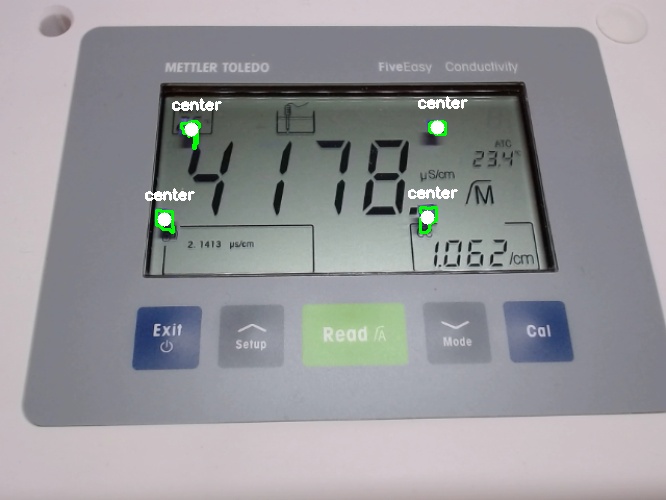 METTLER TOLEDO FiveEasy Conductivity
center center
4178.
ATC
23.4°C
µS/cm
center center
√M
2. 1413 µs/cm
1.062 /cm
Exit Setup Read /A Mode Cal